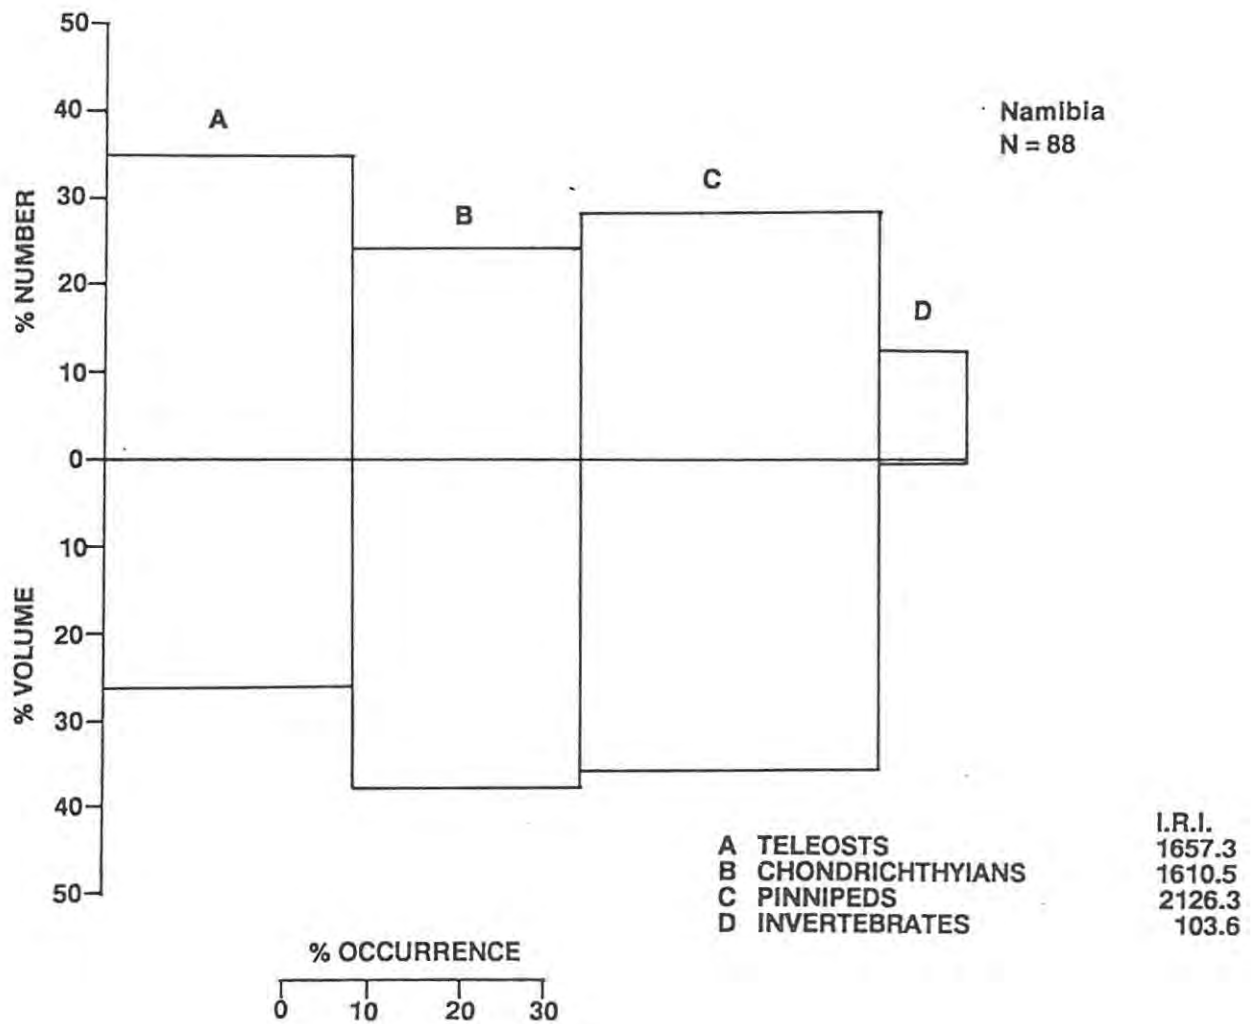 50
40
30
20
10
0
10
20
30
40
50
% NUMBER
% VOLUME
A
B
C
D
Namibia
N = 88
I.R.I.
A TELEOSTS 1657.3
B CHONDRICHTHYIANS 1610.5
C PINNIPEDS 2126.3
D INVERTEBRATES 103.6
% OCCURRENCE
0 10 20 30